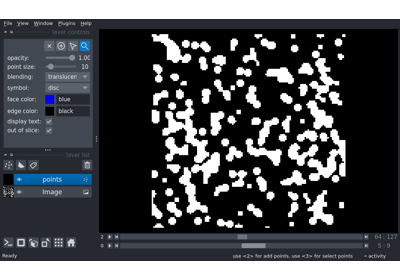 File View Window Plugins Help
layer controls
opacity: 1.00
point size: 10
blending: translucen
symbol: disc
face color: blue
edge color: black
display text:
out of slice:
layer list
points
Image
2 64 127
0 5 9
Ready use <2> for add points, use <3> for select points activity